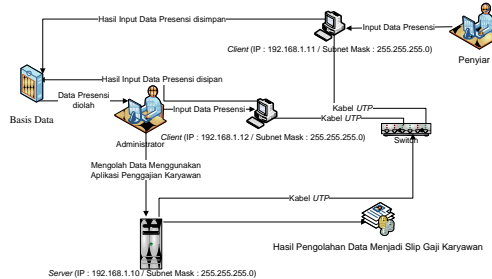 Hasil Input Data Presensi disimpan
Input Data Presensi
Client (IP : 192.168.1.11 / Subnet Mask : 255.255.255.0)
Penyiar
Hasil Input Data Presensi disipan
Data Presensi
diolah
Input Data Presensi
Kabel UTP
Kabel UTP
Basis Data
Client (IP : 192.168.1.12 / Subnet Mask : 255.255.255.0)
Administrator
Switch
Mengolah Data Menggunakan
Aplikasi Penggajian Karyawan
Kabel UTP
Hasil Pengolahan Data Menjadi Slip Gaji Karyawan
Server (IP : 192.168.1.10 / Subnet Mask : 255.255.255.0)